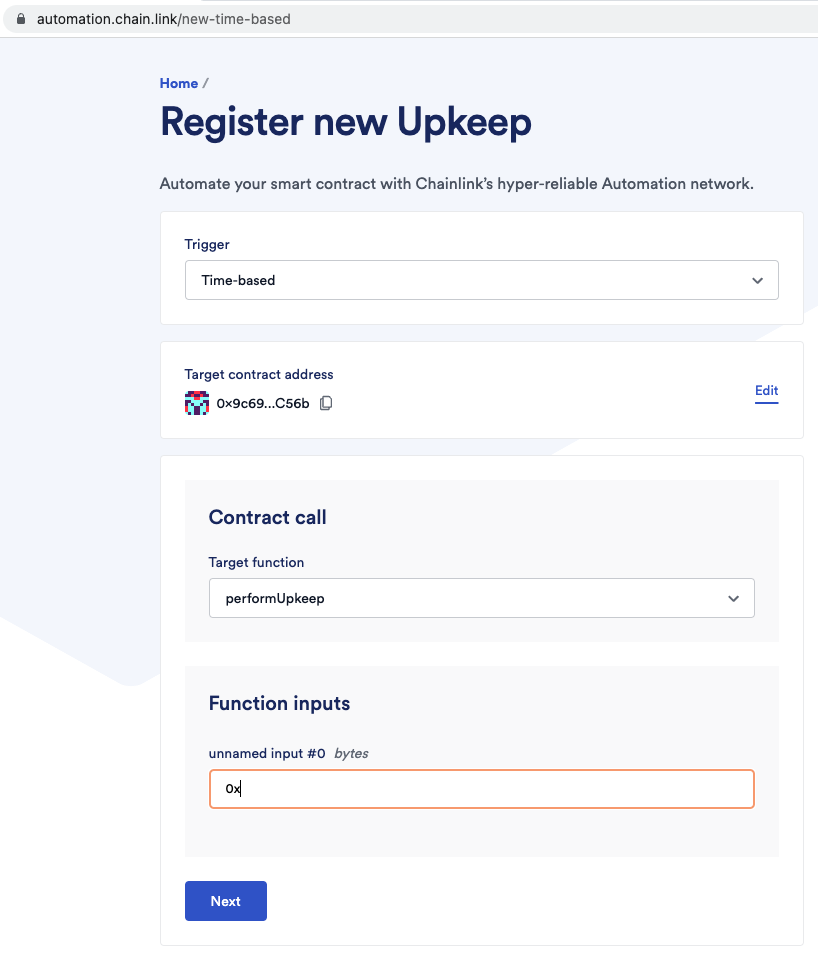 automation.chain.link/new-time-based
Home /
Register new Upkeep
Automate your smart contract with Chainlink's hyper-reliable Automation network.
Trigger
Time-based
Target contract address
0x9c69...C56b
Edit
Contract call
Target function
performUpkeep
Function inputs
unnamed input #0 bytes
0x
Next